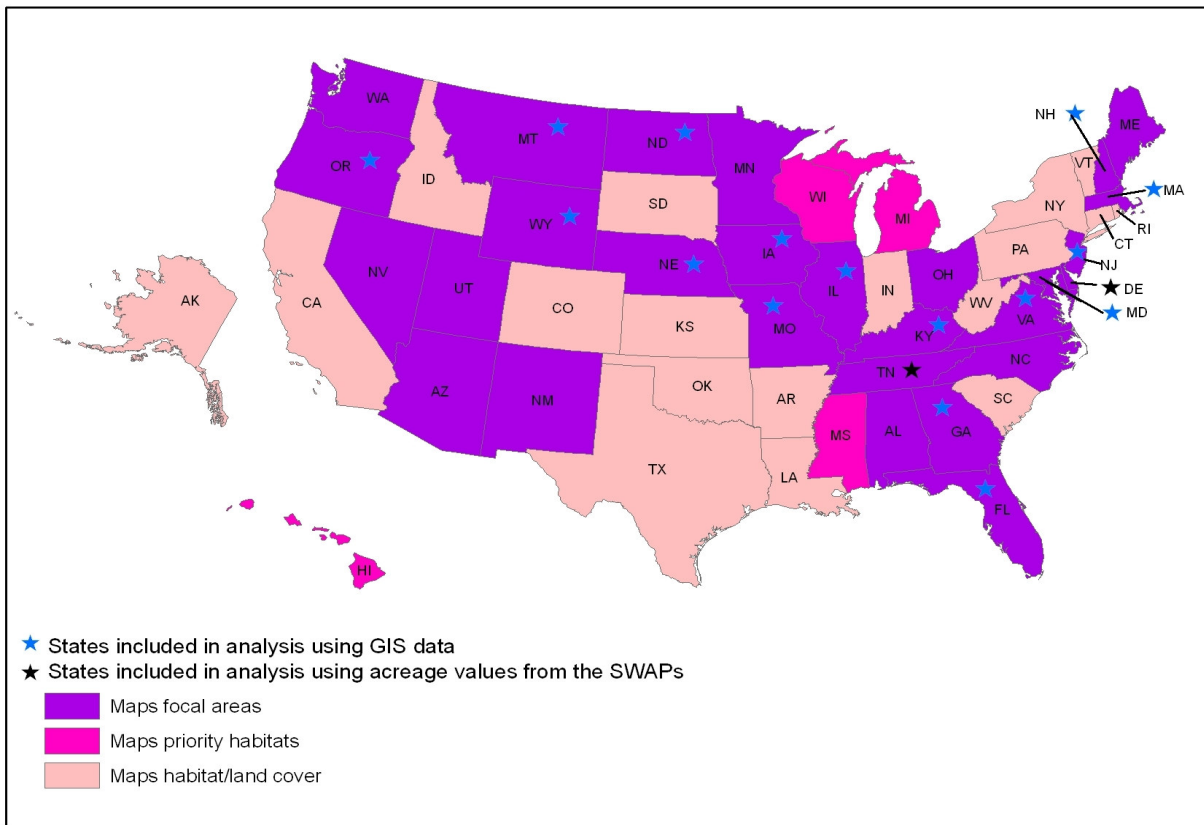 NH
ME
WA
MT
ND
VT
MN
OR
MA
ID
WI
SD
NY
MI
RI
WY
CT
PA
IA
NE
NJ
OH
NV
IL
IN
DE
UT
WV
AK
CA
CO
VA
MD
KS
MO
KY
NC
TN
OK
AZ
NM
AR
SC
MS
AL
GA
TX
LA
FL
HI
States included in analysis using GIS data
States included in analysis using acreage values from the SWAPs
Maps focal areas
Maps priority habitats
Maps habitat/land cover